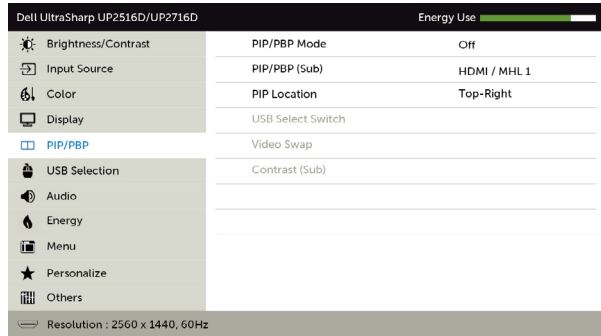 Dell UltraSharp UP2516D/UP2716D Energy Use
Brightness/Contrast PIP/PBP Mode Off
Input Source PIP/PBP (Sub) HDMI / MHL 1
Color PIP Location Top-Right
Display USB Select Switch
PIP/PBP Video Swap
USB Selection Contrast (Sub)
Audio
Energy
Menu
Personalize
Others
Resolution : 2560 x 1440, 60Hz